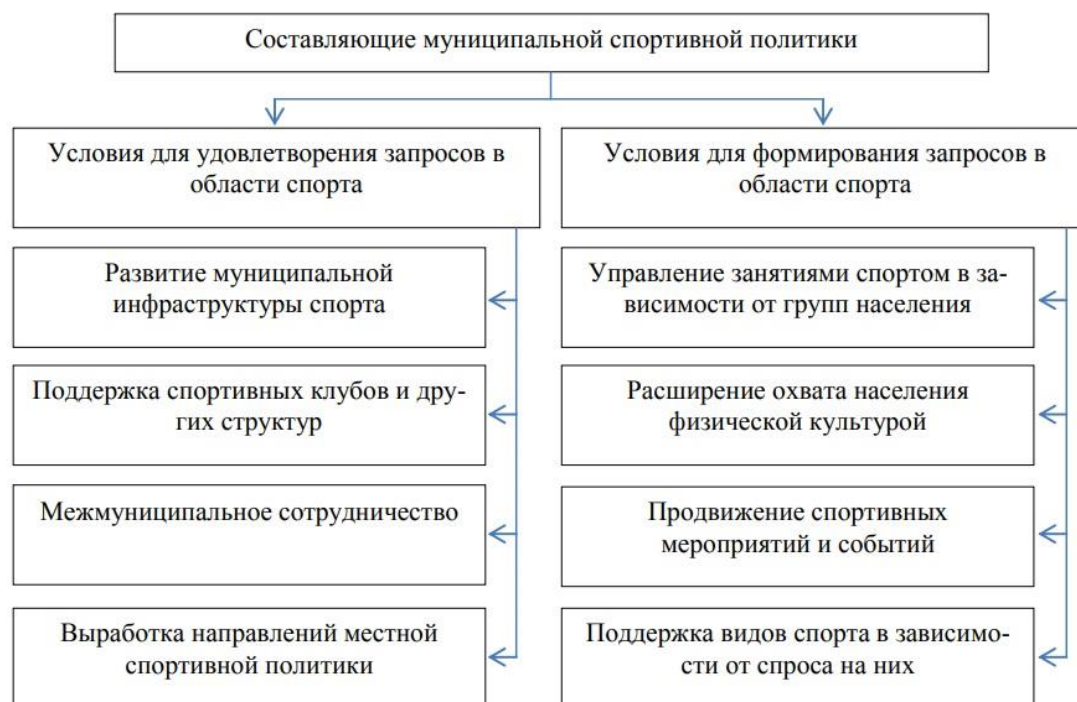 Составляющие муниципальной спортивной политики
Условия для удовлетворения запросов в
области спорта
Развитие муниципальной
инфраструктуры спорта
Поддержка спортивных клубов и дру-
гих структур
Межмуниципальное сотрудничество
Выработка направлений местной
спортивной политики
Условия для формирования запросов в
области спорта
Управление занятиями спортом в за-
висимости от групп населения
Расширение охвата населения
физической культурой
Продвижение спортивных
мероприятий и событий
Поддержка видов спорта в зависимо-
сти от спроса на них